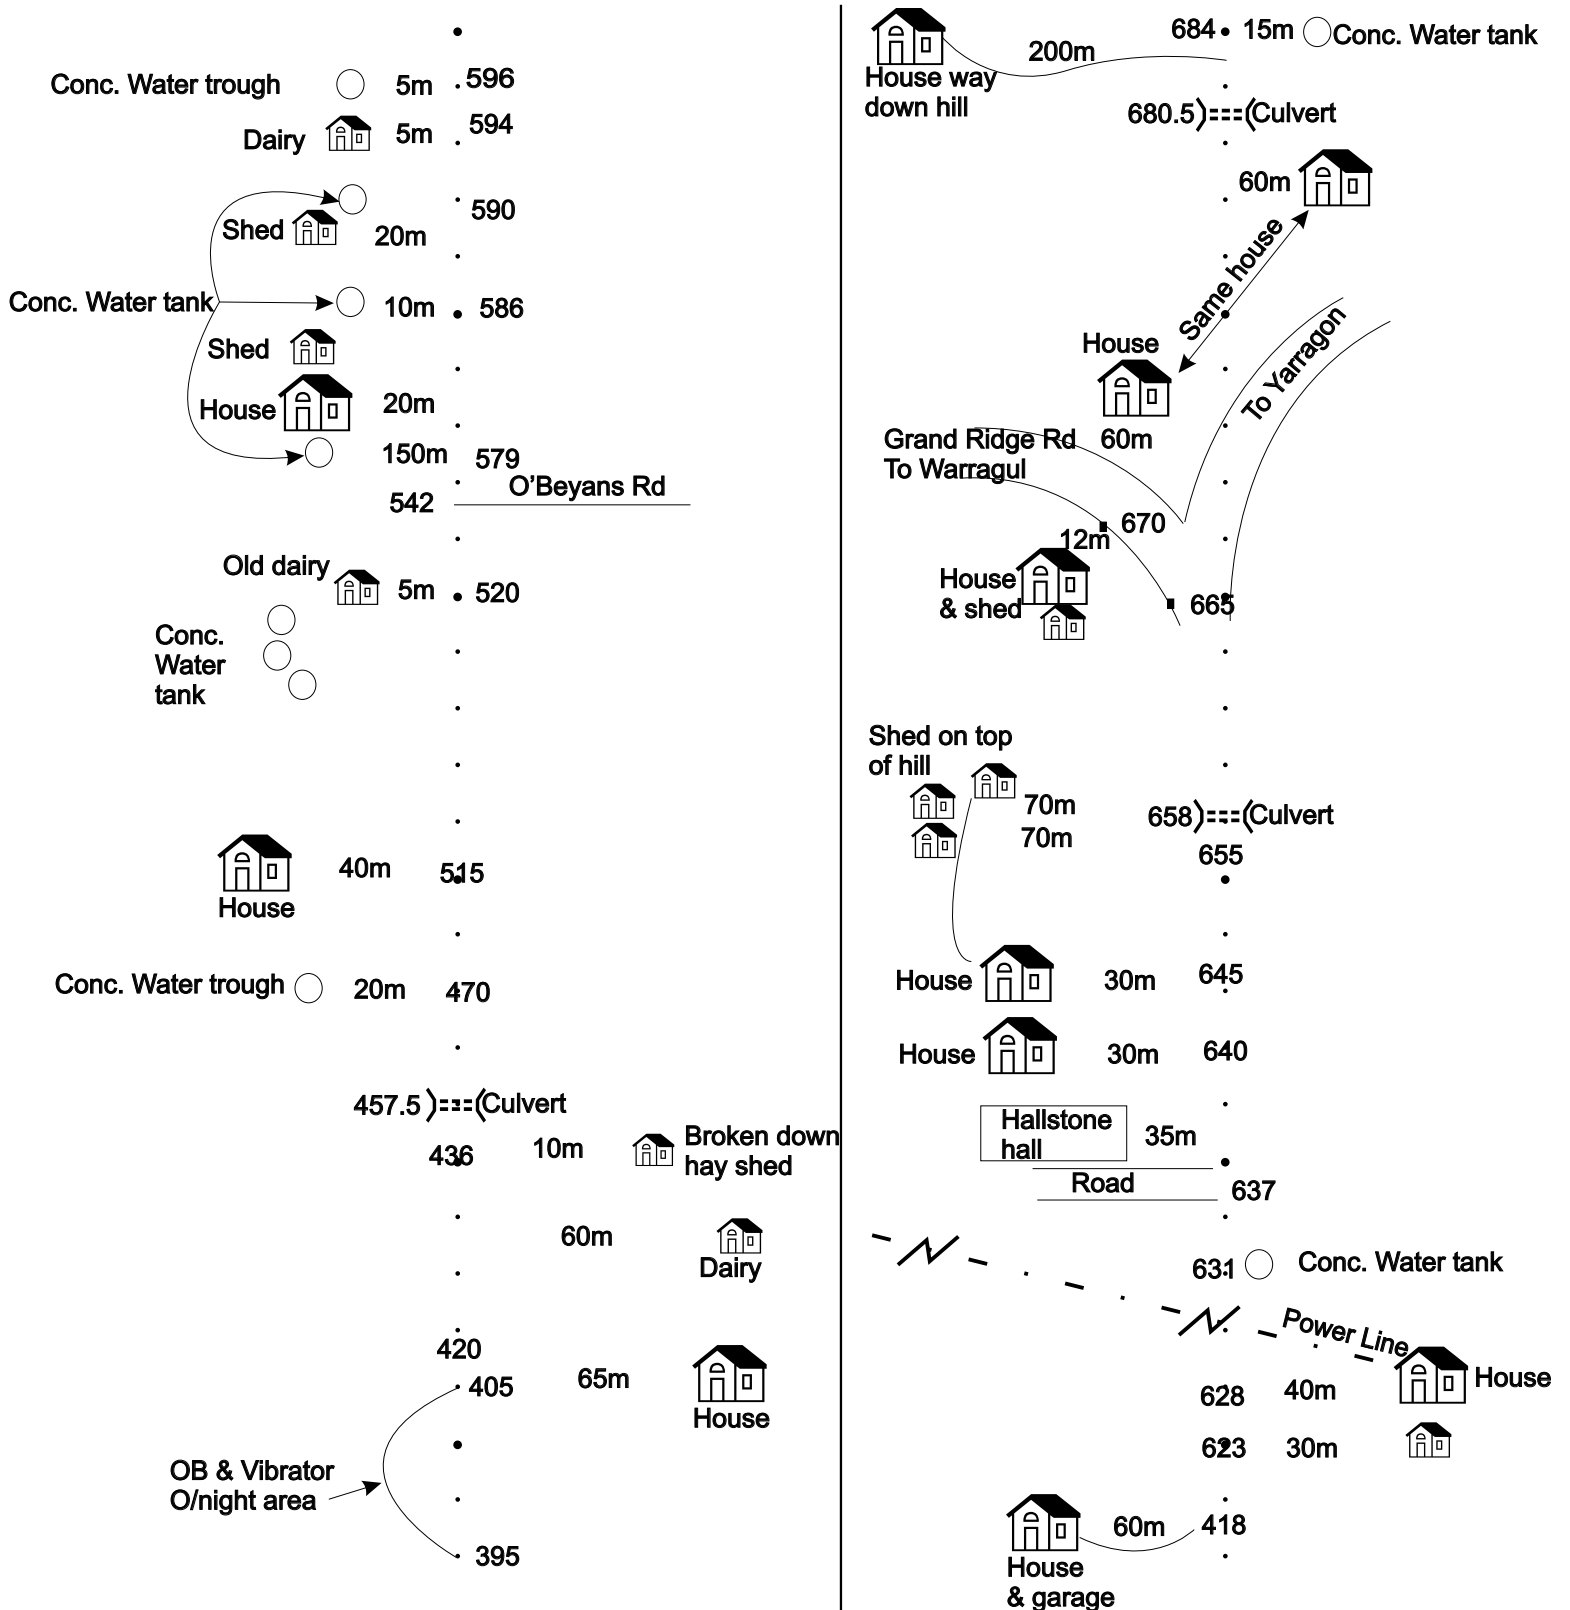 Conc. Water trough 5m 596
Dairy 5m 594
590
Shed 20m
Conc. Water tank 10m 586
Shed
House 20m
150m 579
542 O'Beyans Rd
Old dairy 5m 520
Conc.
Water
tank
House 40m 515
Conc. Water trough 20m 470
457.5 Culvert
436 10m Broken down
hay shed
60m
Dairy
420
405 65m
House
OB & Vibrator
O/night area
395
684 15m Conc. Water tank
200m
House way
down hill
680.5 Culvert
60m
Same house
House
To Yarragon
Grand Ridge Rd 60m
To Warragul
670
12m
House
& shed 665
Shed on top
of hill
70m
658 Culvert
70m
655
House 30m 645
House 30m 640
Hallstone
hall 35m
Road 637
631 Conc. Water tank
Power Line
628 40m House
623 30m
60m 418
House
& garage